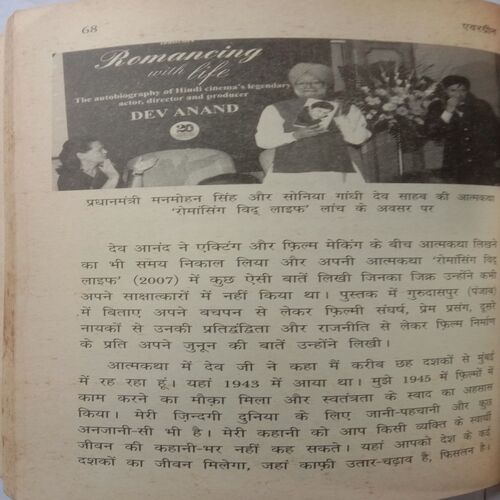 68
एवरग्रीन
Romancing
with life
The autobiography of Hindi cinema's legendary
actor, director and producer
DEV ANAND
प्रधानमंत्री मनमोहन सिंह और सोनिया गांधी देव साहब की आत्मकथा
'रोमांसिंग विद् लाइफ' लांच के अवसर पर
देव आनंद ने एक्टिंग और फ़िल्म मेकिंग के बीच आत्मकथा लिखने
का भी समय निकाल लिया और अपनी आत्मकथा 'रोमांसिंग विद्
लाइफ' (2007) में कुछ ऐसी बातें लिखी जिनका जिक्र उन्होंने कभी
अपने साक्षात्कारों में नहीं किया था। पुस्तक में गुरुदासपुर (पंजाब)
में बिताए अपने बचपन से लेकर फ़िल्मी संघर्ष, प्रेम प्रसंग, दूसरे
नायकों से उनकी प्रतिद्वंद्विता और राजनीति से लेकर फ़िल्म निर्माण
के प्रति अपने जुनून की बातें उन्होंने लिखी।
आत्मकथा में देव जी ने कहा मैं करीब छह दशकों से मुंबई
में रह रहा हूं। यहां 1943 में आया था। मुझे 1945 में फ़िल्मों में
काम करने का मौक़ा मिला और स्वतंत्रता के स्वाद का अहसास
किया। मेरी ज़िन्दगी दुनिया के लिए जानी-पहचानी और कुछ
अनजानी-सी भी है। मेरी कहानी को आप किसी व्यक्ति के स्वार्थी
जीवन की कहानी-भर नहीं कह सकते। यहां आपको देश के कई
दशकों का जीवन मिलेगा, जहां काफ़ी उतार-चढ़ाव है, फिसलन है।